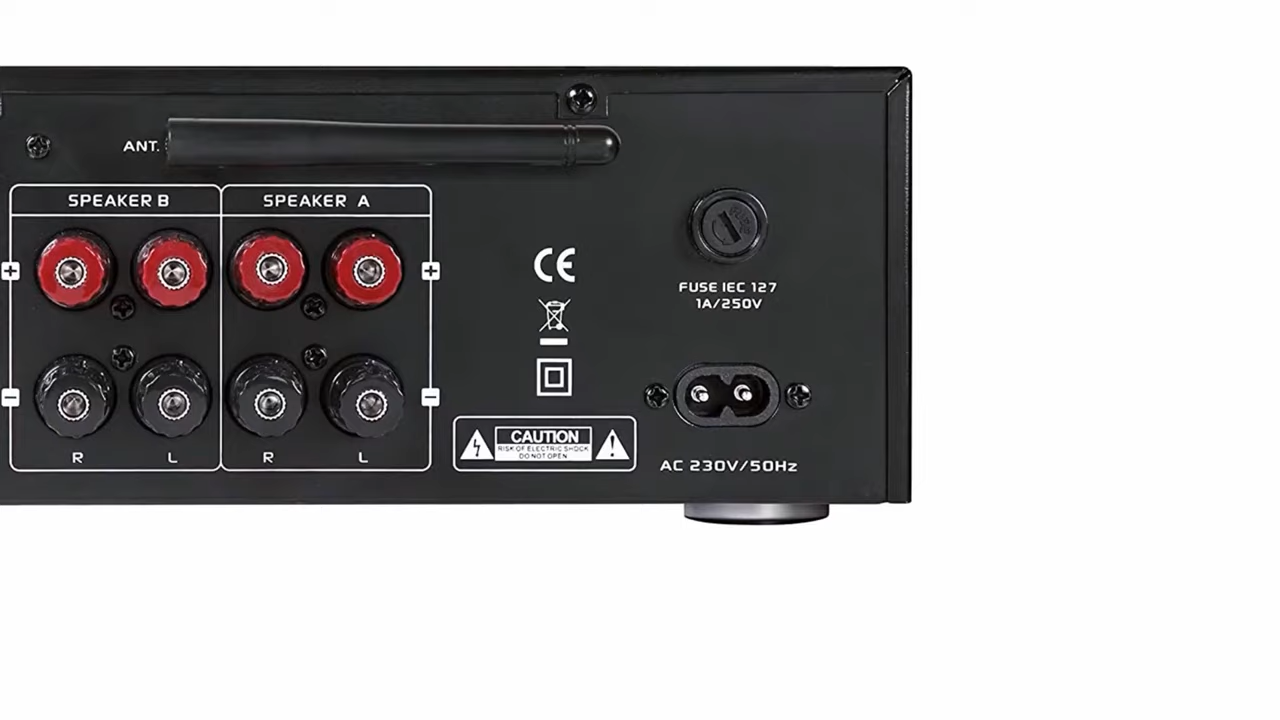 ANT.
SPEAKER B
SPEAKER A
+
+
-
-
R
L
R
L
CE
CAUTION
RISK OF ELECTRIC SHOCK
DO NOT OPEN
FUSE IEC 127
1A/250V
AC 230V/50Hz